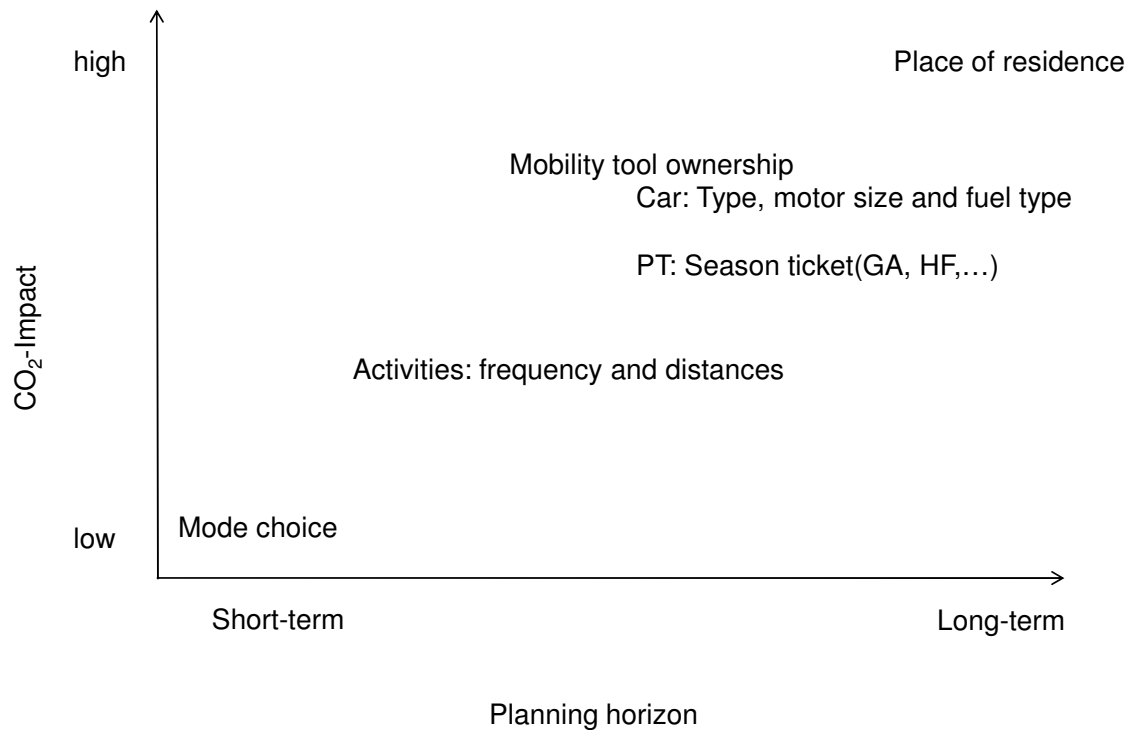 high
Place of residence
Mobility tool ownership
Car: Type, motor size and fuel type
PT: Season ticket(GA, HF,…)
CO₂-Impact
Activities: frequency and distances
Mode choice
low
Short-term
Long-term
Planning horizon